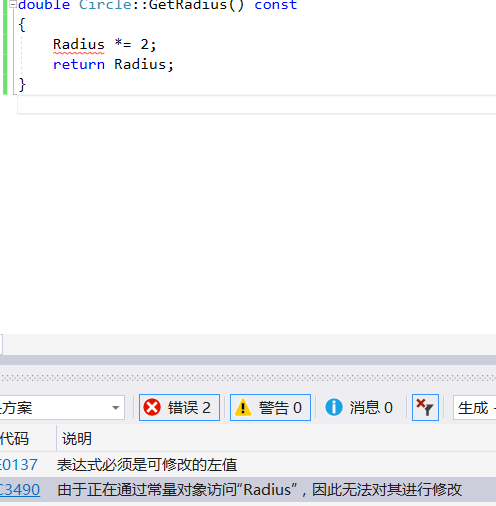 double Circle::GetRadius() const
{
Radius *= 2;
return Radius;
}
方案
错误 2
警告 0
消息 0
生成
代码 说明
E0137 表达式必须是可修改的左值
C3490 由于正在通过常量对象访问“Radius”，因此无法对其进行修改